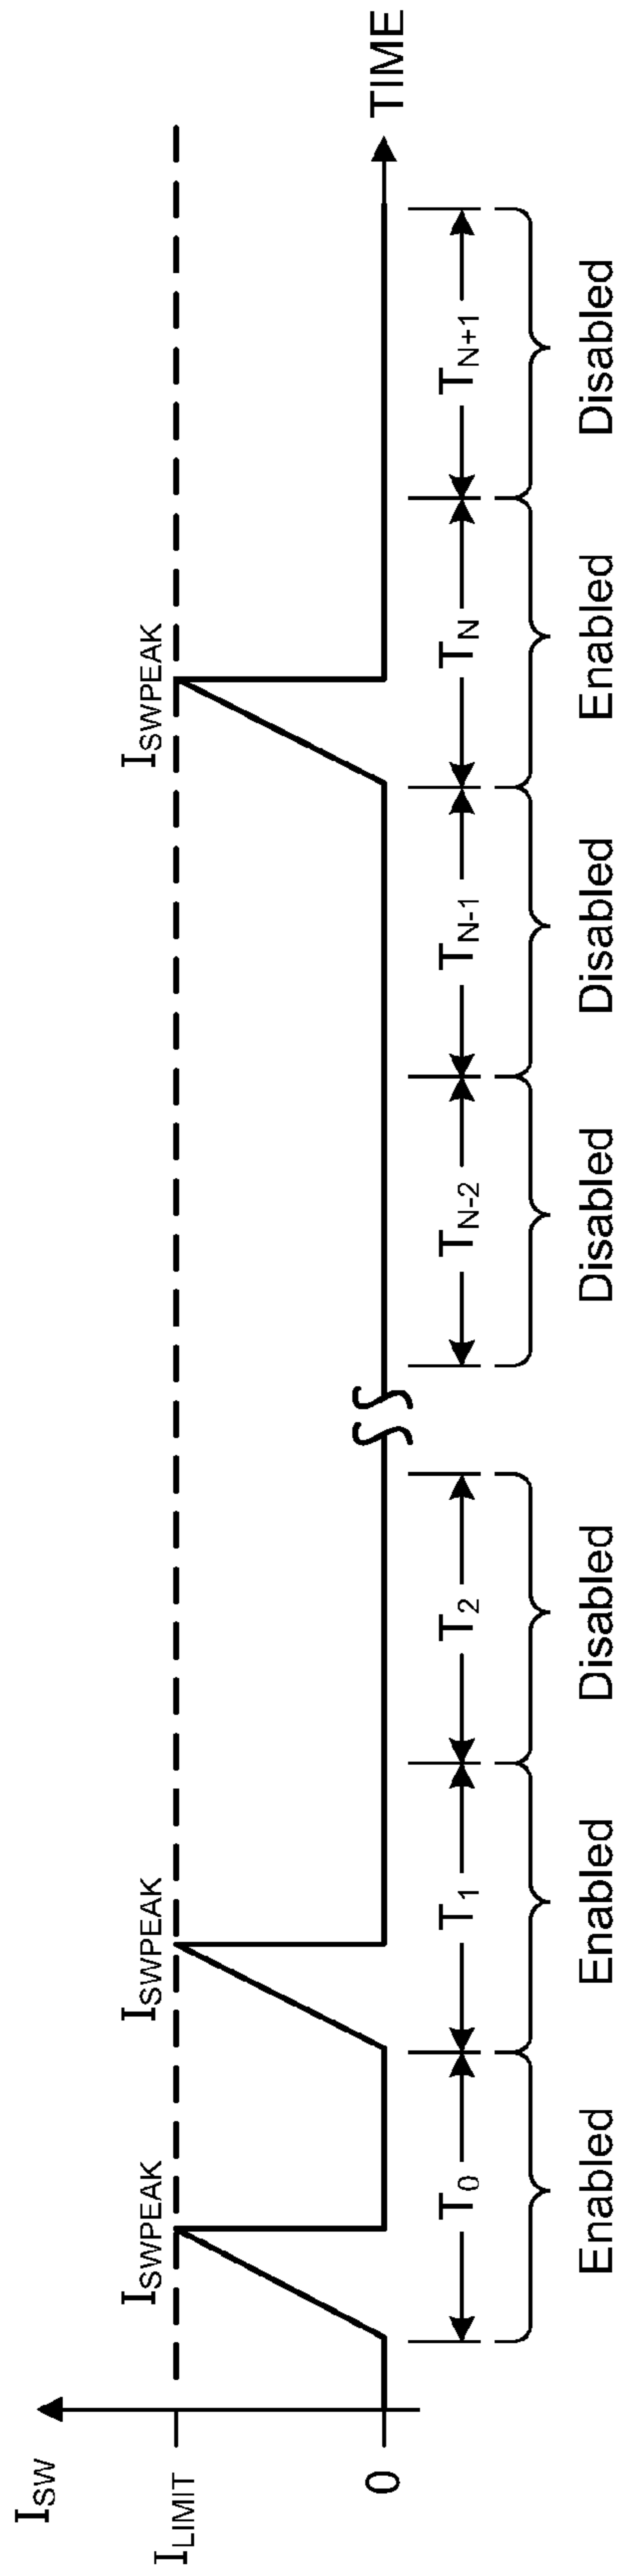 I_SW
I_LIMIT
0
I_SWPEAK I_SWPEAK I_SWPEAK
TIME
T_0 T_1 T_2 T_N-2 T_N-1 T_N T_N+1
Enabled Enabled Disabled Disabled Disabled Enabled Disabled